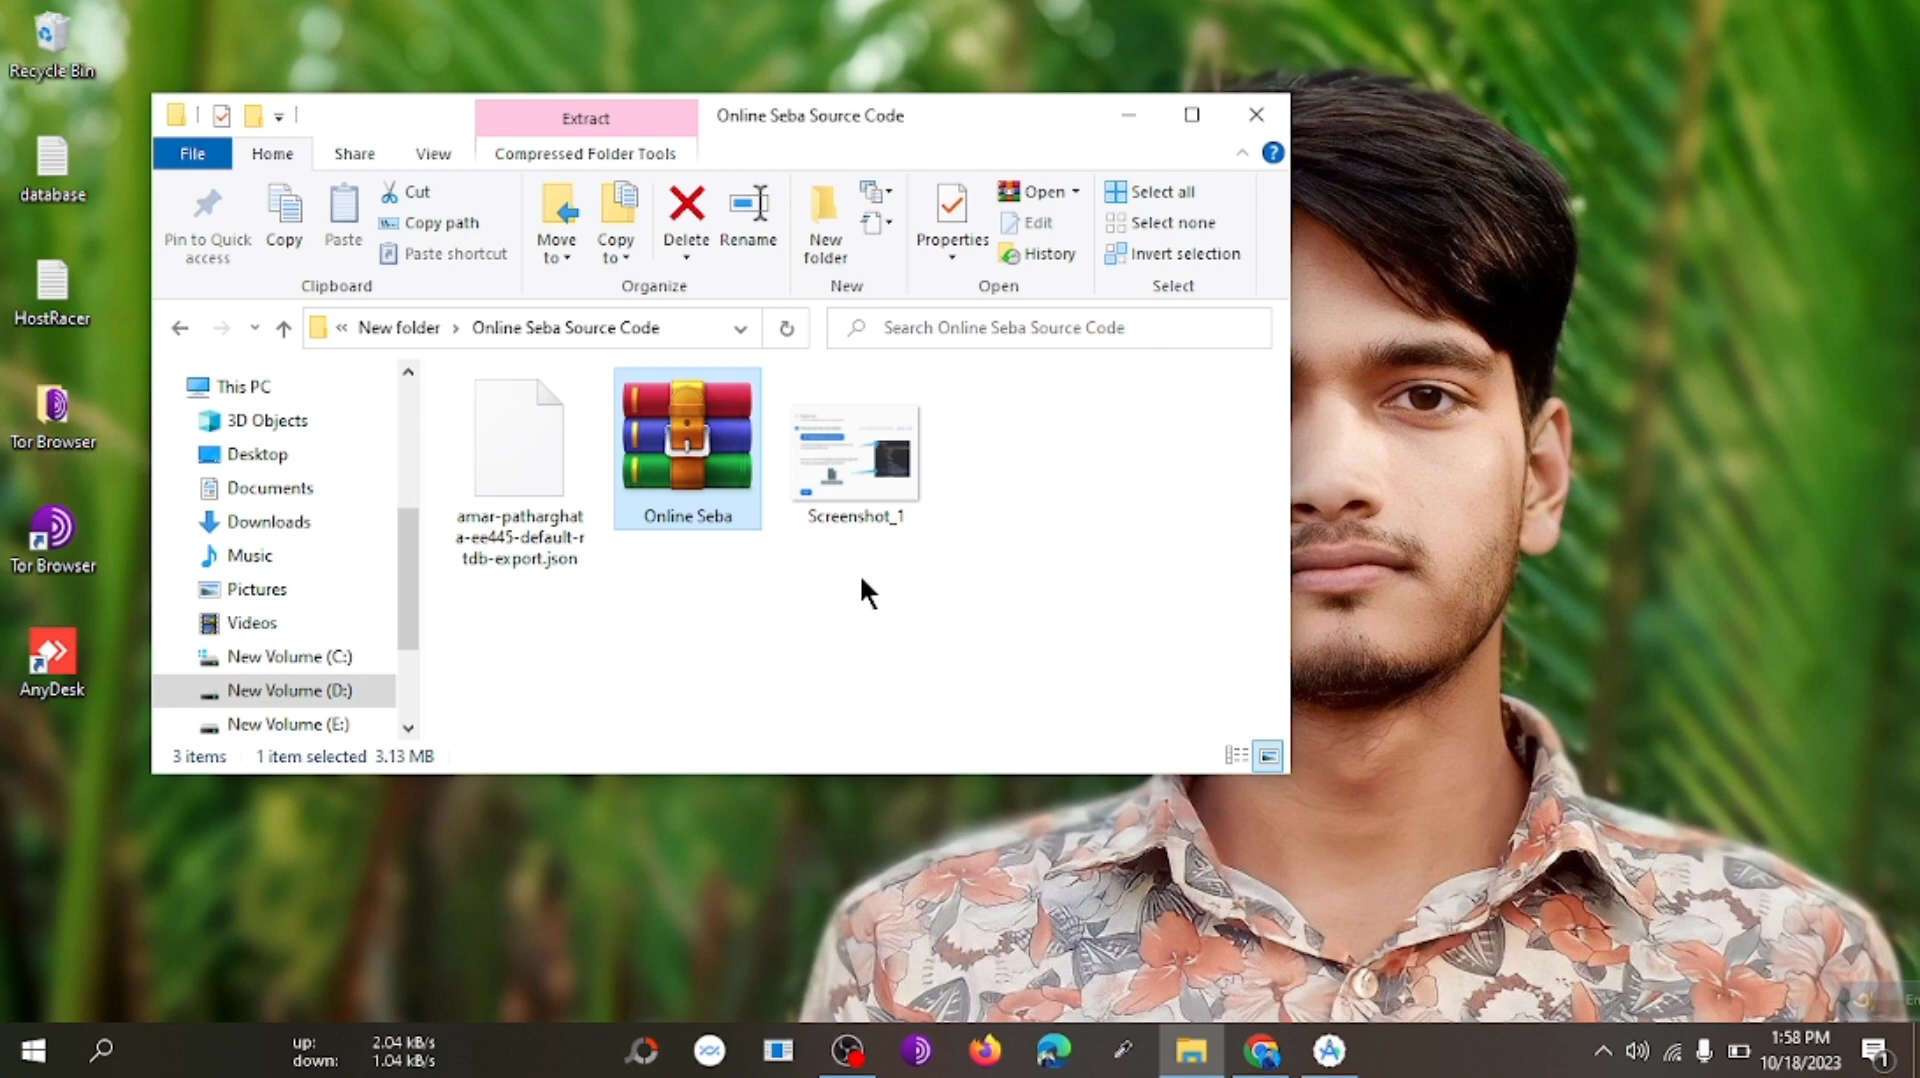 Recycle Bin
database
HostRacer
Tor Browser
Tor Browser
AnyDesk
Extract
Online Seba Source Code
File
Home
Share
View
Compressed Folder Tools
Pin to Quick
access
Copy
Paste
Cut
Copy path
Paste shortcut
Clipboard
Move
to
Copy
to
Delete
Rename
Organize
New
folder
New
Properties
Open
Edit
History
Open
Select all
Select none
Invert selection
Select
« New folder > Online Seba Source Code
Search Online Seba Source Code
This PC
3D Objects
Desktop
Documents
Downloads
Music
Pictures
Videos
New Volume (C:)
New Volume (D:)
New Volume (E:)
amar-patharghat
a-ee445-default-r
tdb-export.json
Online Seba
Screenshot_1
3 items
1 item selected 3.13 MB
up: 2.04 kB/s
down: 1.04 kB/s
1:58 PM
10/18/2023
1